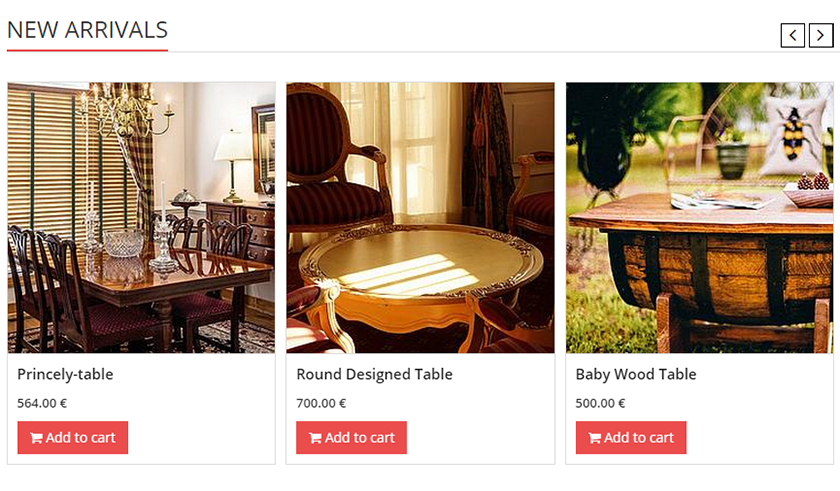 NEW ARRIVALS
Princely-table
564.00 €
Add to cart
Round Designed Table
700.00 €
Add to cart
Baby Wood Table
500.00 €
Add to cart